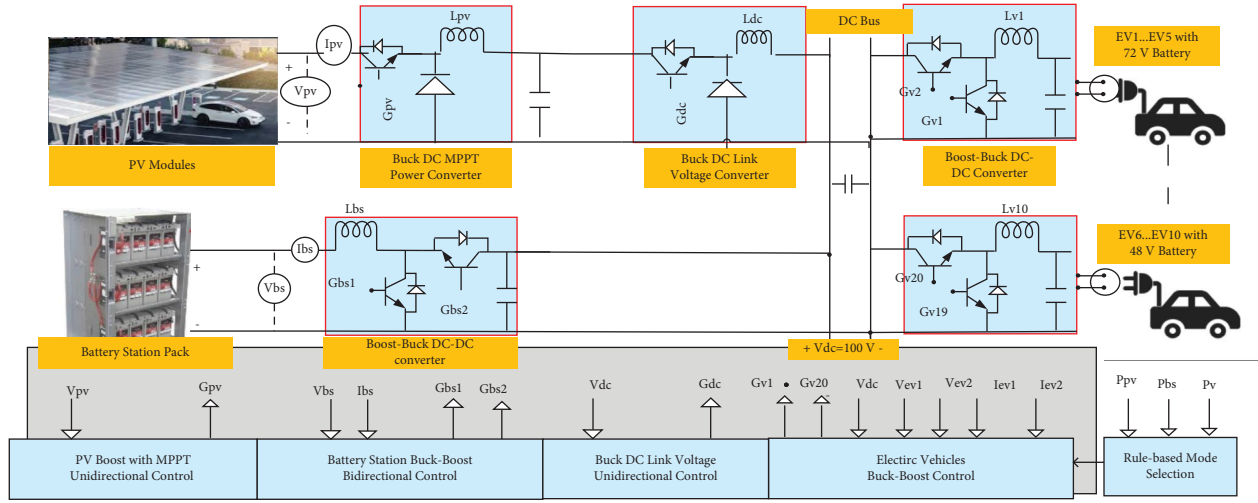 Lpv
Ldc
DC Bus
Lv1
EV1...EV5 with
72 V Battery
Ipv
+
Vpv
-
Gpv
Gdc
Gv2
Gv1
PV Modules
Buck DC MPPT
Power Converter
Buck DC Link
Voltage Converter
Boost-Buck DC-
DC Converter
Lbs
Lv10
EV6...EV10 with
48 V Battery
Ibs
+
Vbs
-
Gbs1
Gbs2
Gv20
Gv19
Battery Station Pack
Boost-Buck DC-DC
converter
+ Vdc=100 V -
Vpv
Gpv
Vbs
Ibs
Gbs1
Gbs2
Vdc
Gdc
Gv1
Gv20
Vdc
Vev1
Vev2
Iev1
Iev2
Ppv
Pbs
Pv
PV Boost with MPPT
Unidirectional Control
Battery Station Buck-Boost
Bidirectional Control
Buck DC Link Voltage
Unidirectional Control
Electirc Vehicles
Buck-Boost Control
Rule-based Mode
Selection